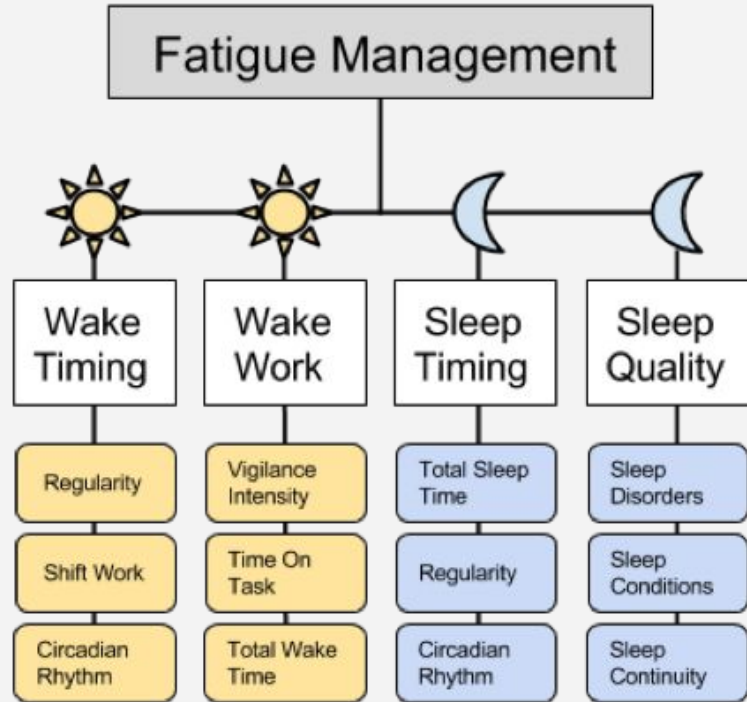 Fatigue Management
Wake
Timing
Wake
Work
Sleep
Timing
Sleep
Quality
Regularity
Shift Work
Circadian
Rhythm
Vigilance
Intensity
Time On
Task
Total Wake
Time
Total Sleep
Time
Regularity
Circadian
Rhythm
Sleep
Disorders
Sleep
Conditions
Sleep
Continuity